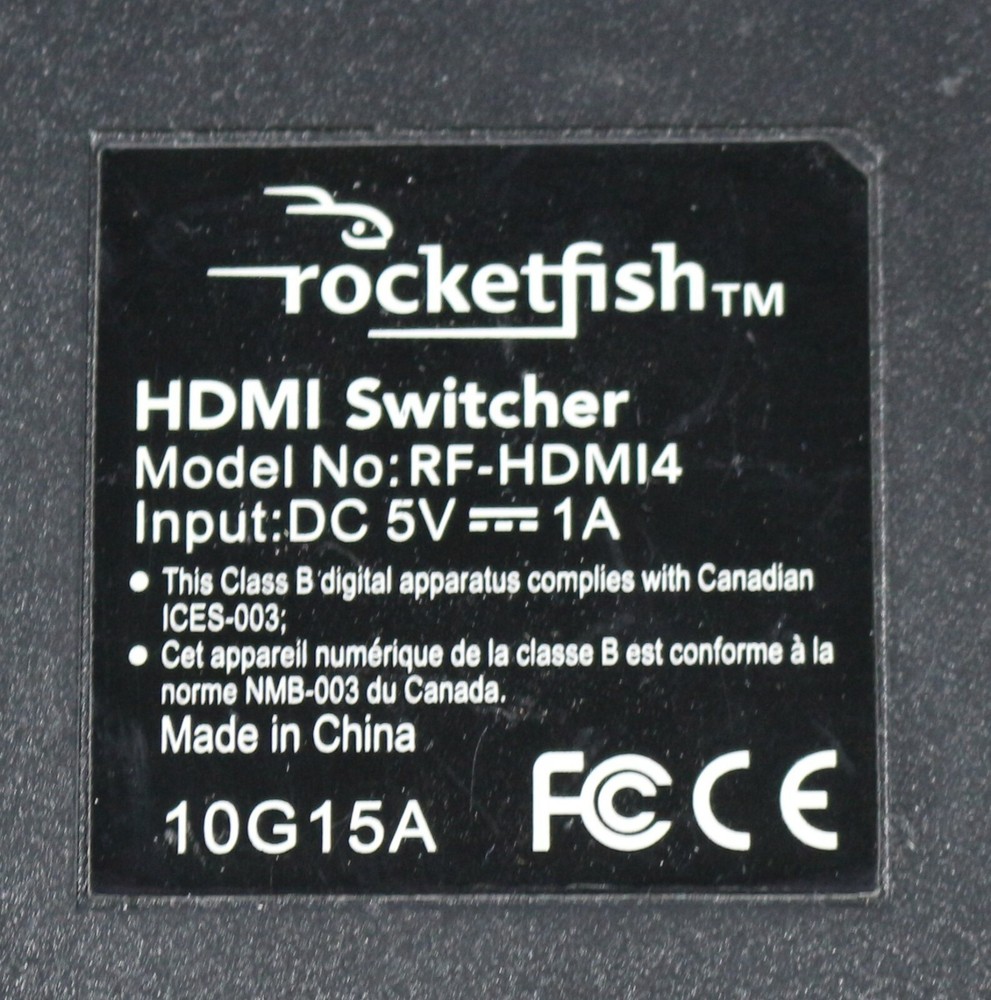 rocketfish™
HDMI Switcher
Model No:RF-HDMI4
Input:DC 5V ⎓ 1A
● This Class B digital apparatus complies with Canadian
ICES-003;
● Cet appareil numérique de la classe B est conforme à la
norme NMB-003 du Canada.
Made in China
10G15A FC CE